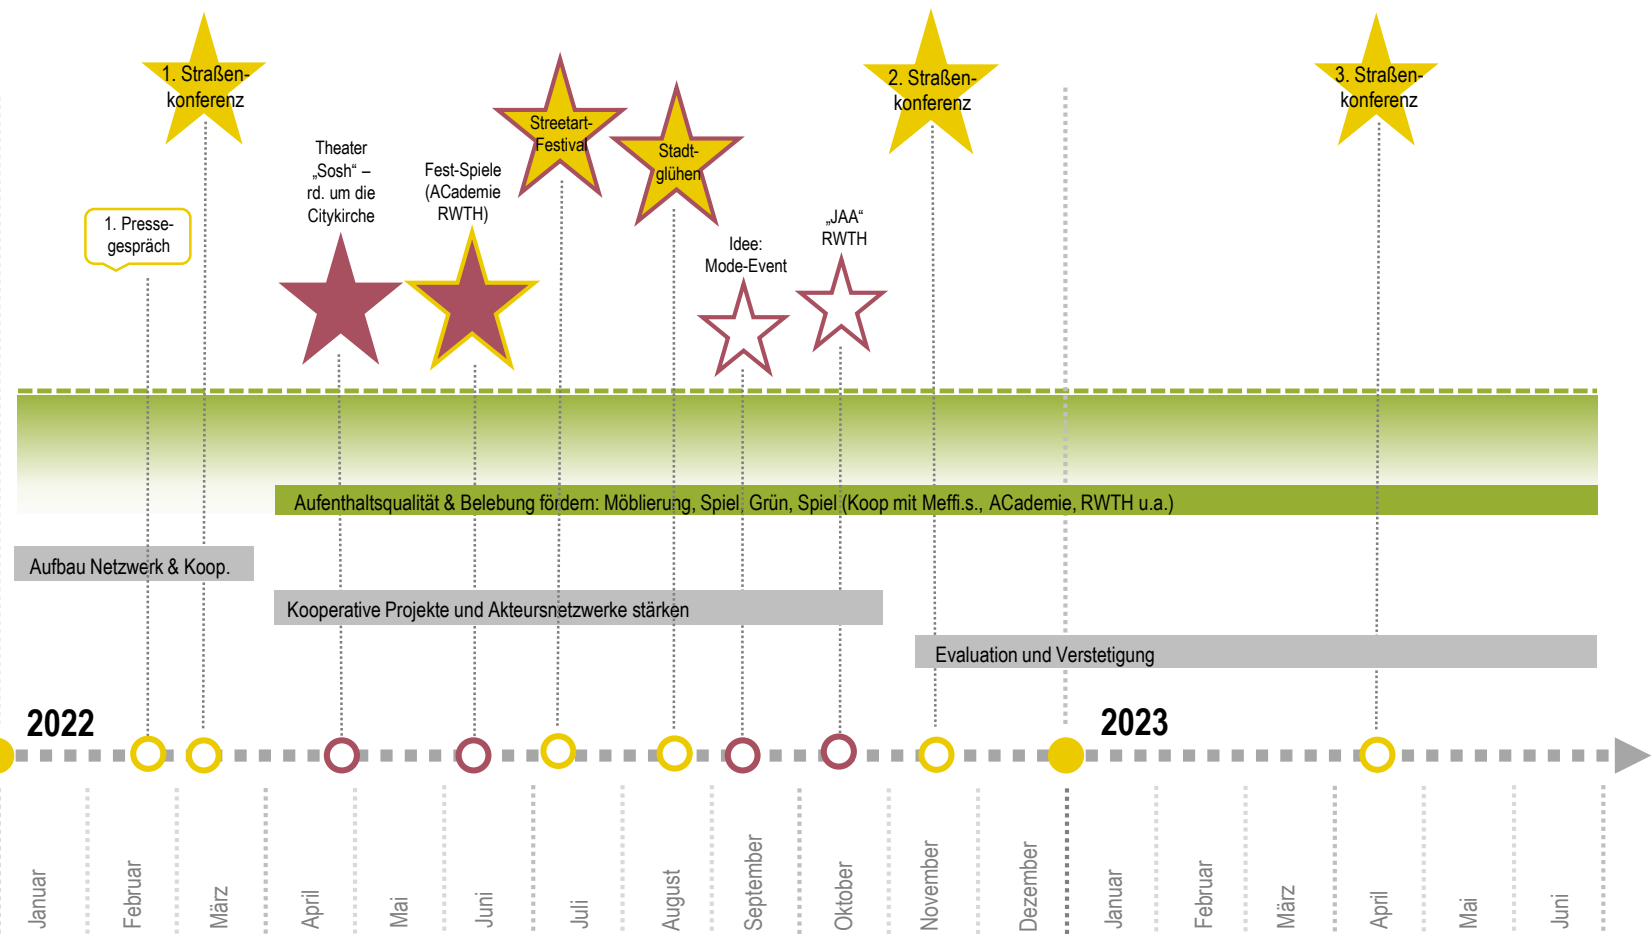 1. Straßen-
konferenz
2. Straßen-
konferenz
3. Straßen-
konferenz
Streetart-
Festival
Stadt-
glühen
Theater
„Sosh“ –
rd. um die
Citykirche
Fest-Spiele
(ACademie
RWTH)
1. Presse-
gespräch
Idee:
Mode-Event
„JAA“
RWTH
Aufenthaltsqualität & Belebung fördern: Möblierung, Spiel, Grün, Spiel (Koop mit Meffi.s., ACademie, RWTH u.a.)
Aufbau Netzwerk & Koop.
Kooperative Projekte und Akteursnetzwerke stärken
Evaluation und Verstetigung
2022
2023
Januar
Februar
März
April
Mai
Juni
Juli
August
September
Oktober
November
Dezember
Januar
Februar
März
April
Mai
Juni